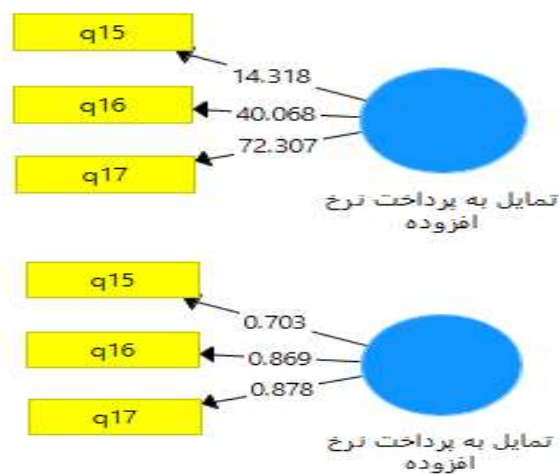 q15
14.318
q16
40.068
q17
72.307
تمایل به پرداخت نرخ
افزوده
q15
0.703
q16
0.869
q17
0.878
تمایل به پرداخت نرخ
افزوده